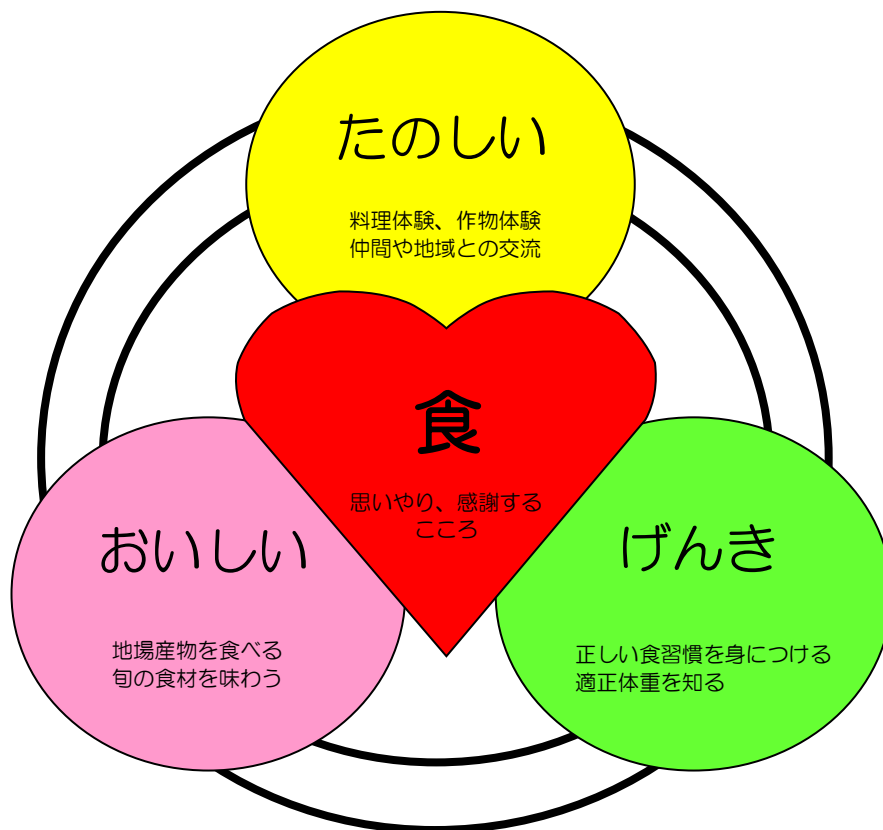 たのしい
料理体験、作物体験
仲間や地域との交流
食
思いやり、感謝する
こころ
おいしい
地場産物を食べる
旬の食材を味わう
げんき
正しい食習慣を身につける
適正体重を知る